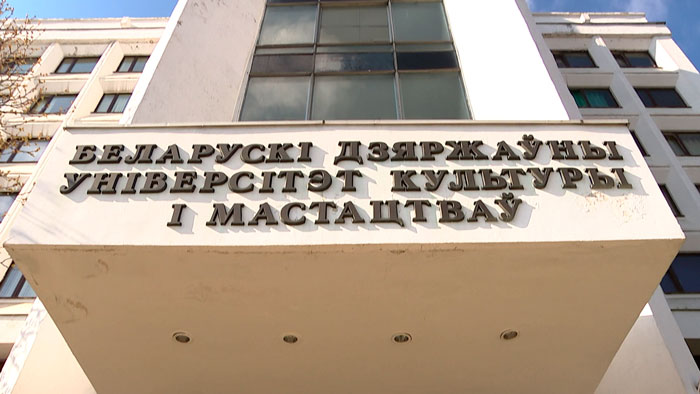 БЕЛАРУСКІ ДЗЯРЖАЎНЫ
УНІВЕРСІТЭТ КУЛЬТУРЫ
І МАСТАЦТВАЎ